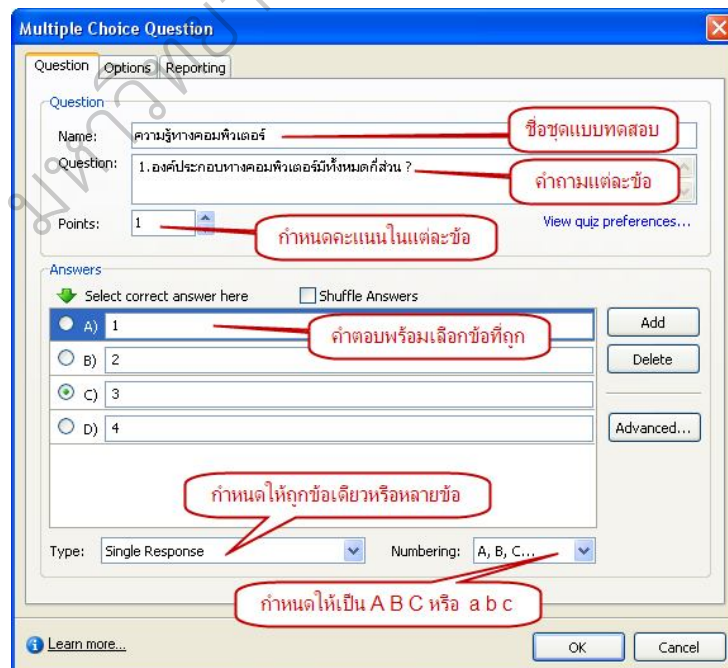 Multiple Choice Question
Question Options Reporting
Question
Name: ความรู้ทางคอมพิวเตอร์
ชื่อชุดแบบทดสอบ
Question: 1.องค์ประกอบทางคอมพิวเตอร์มีทั้งหมดกี่ส่วน ?
คำถามแต่ละข้อ
Points: 1
กำหนดคะแนนในแต่ละข้อ
View quiz preferences...
Answers
Select correct answer here Shuffle Answers
A) 1
คำตอบพร้อมเลือกข้อที่ถูก
Add
B) 2
Delete
C) 3
D) 4
Advanced...
กำหนดให้ถูกข้อเดียวหรือหลายข้อ
Type: Single Response Numbering: A, B, C...
กำหนดให้เป็น A B C หรือ a b c
Learn more...
OK Cancel